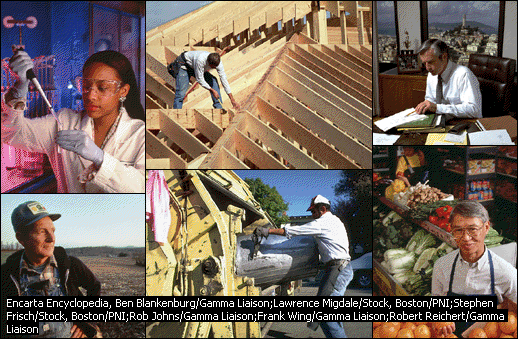 Encarta Encyclopedia, Ben Blankenburg/Gamma Liaison;Lawrence Migdale/Stock, Boston/PNI;Stephen
Frisch/Stock, Boston/PNI;Rob Johns/Gamma Liaison;Frank Wing/Gamma Liaison;Robert Reichert/Gamma
Liaison